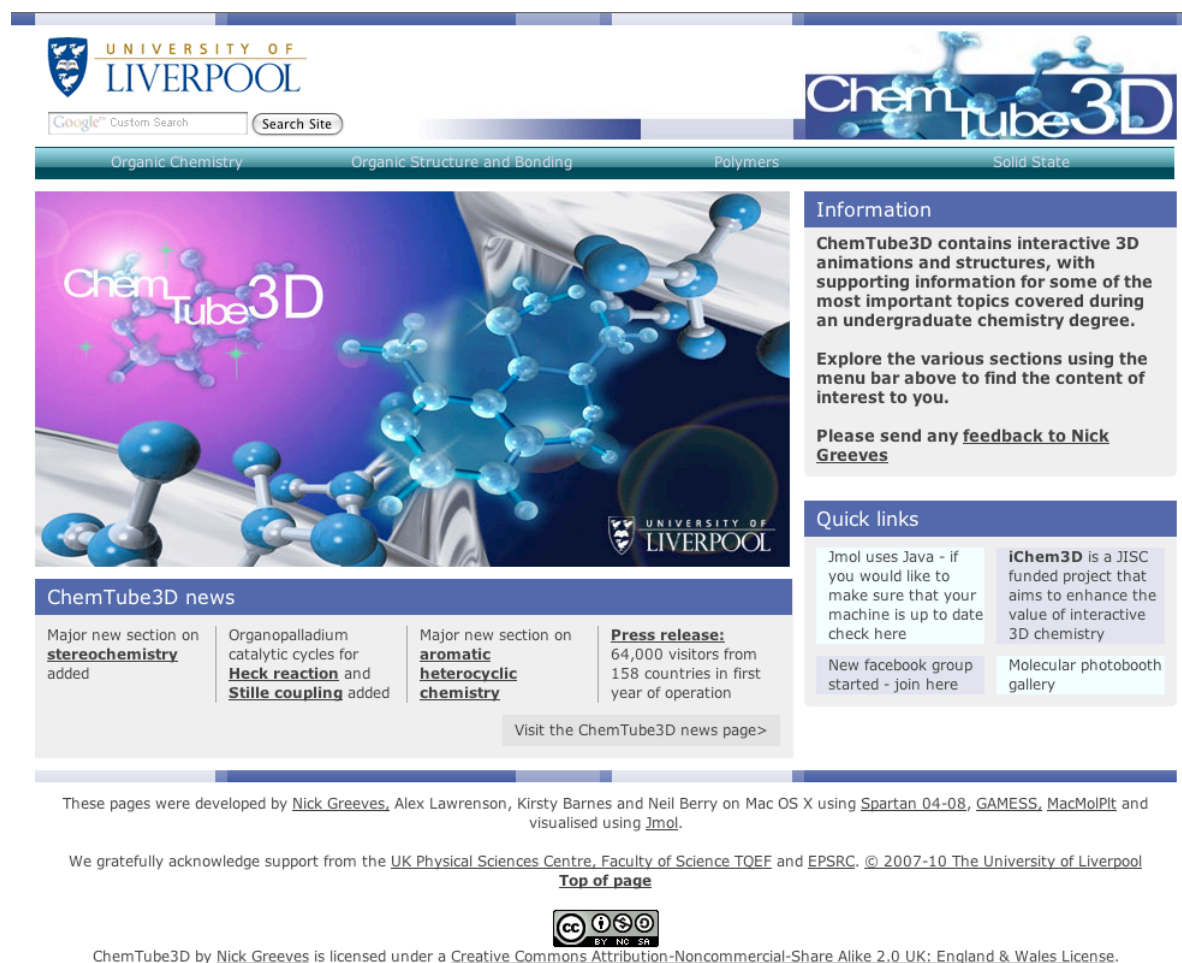 UNIVERSITY OF
LIVERPOOL
Google™ Custom Search
Search Site
Chem
Tube3D
Organic Chemistry
Organic Structure and Bonding
Polymers
Solid State
Chem
Tube3D
UNIVERSITY OF
LIVERPOOL
Information
ChemTube3D contains interactive 3D
animations and structures, with
supporting information for some of the
most important topics covered during
an undergraduate chemistry degree.
Explore the various sections using the
menu bar above to find the content of
interest to you.
Please send any feedback to Nick
Greeves
Quick links
Jmol uses Java - if
you would like to
make sure that your
machine is up to date
check here
iChem3D is a JISC
funded project that
aims to enhance the
value of interactive
3D chemistry
New facebook group
started - join here
Molecular photobooth
gallery
ChemTube3D news
Major new section on
stereochemistry
added
Organopalladium
catalytic cycles for
Heck reaction and
Stille coupling added
Major new section on
aromatic
heterocyclic
chemistry
Press release:
64,000 visitors from
158 countries in first
year of operation
Visit the ChemTube3D news page>
These pages were developed by Nick Greeves, Alex Lawrenson, Kirsty Barnes and Neil Berry on Mac OS X using Spartan 04-08, GAMESS, MacMolPlt and
visualised using Jmol.
We gratefully acknowledge support from the UK Physical Sciences Centre, Faculty of Science TQEF and EPSRC. © 2007-10 The University of Liverpool
Top of page
cc
BY NC SA
ChemTube3D by Nick Greeves is licensed under a Creative Commons Attribution-Noncommercial-Share Alike 2.0 UK: England & Wales License.